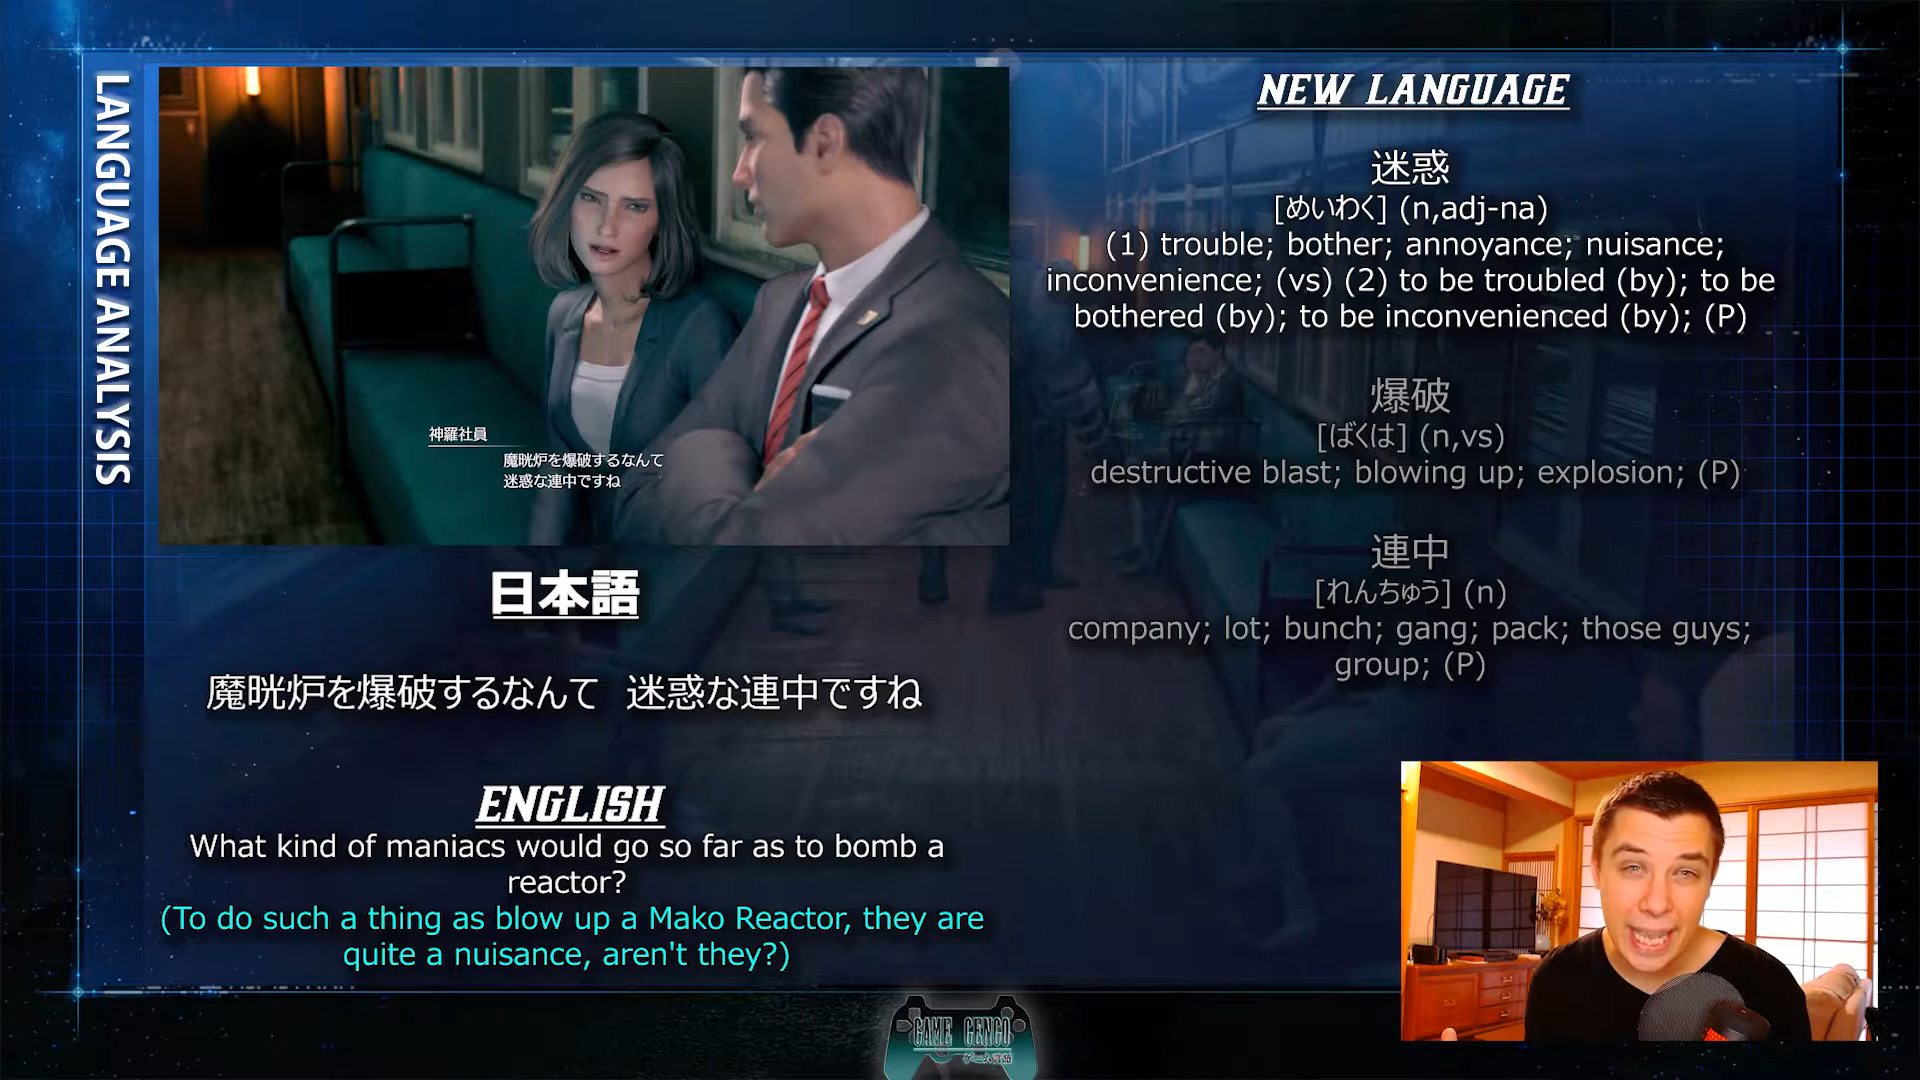 LANGUAGE ANALYSIS
神羅社員
魔晄炉を爆破するなんて
迷惑な連中ですね
日本語
魔晄炉を爆破するなんて　迷惑な連中ですね
ENGLISH
What kind of maniacs would go so far as to bomb a
reactor?
(To do such a thing as blow up a Mako Reactor, they are
quite a nuisance, aren't they?)
NEW LANGUAGE
迷惑
[めいわく] (n,adj-na)
(1) trouble; bother; annoyance; nuisance;
inconvenience; (vs) (2) to be troubled (by); to be
bothered (by); to be inconvenienced (by); (P)
爆破
[ばくは] (n,vs)
destructive blast; blowing up; explosion; (P)
連中
[れんちゅう] (n)
company; lot; bunch; gang; pack; those guys;
group; (P)
GAME GENGO
ゲーム言語